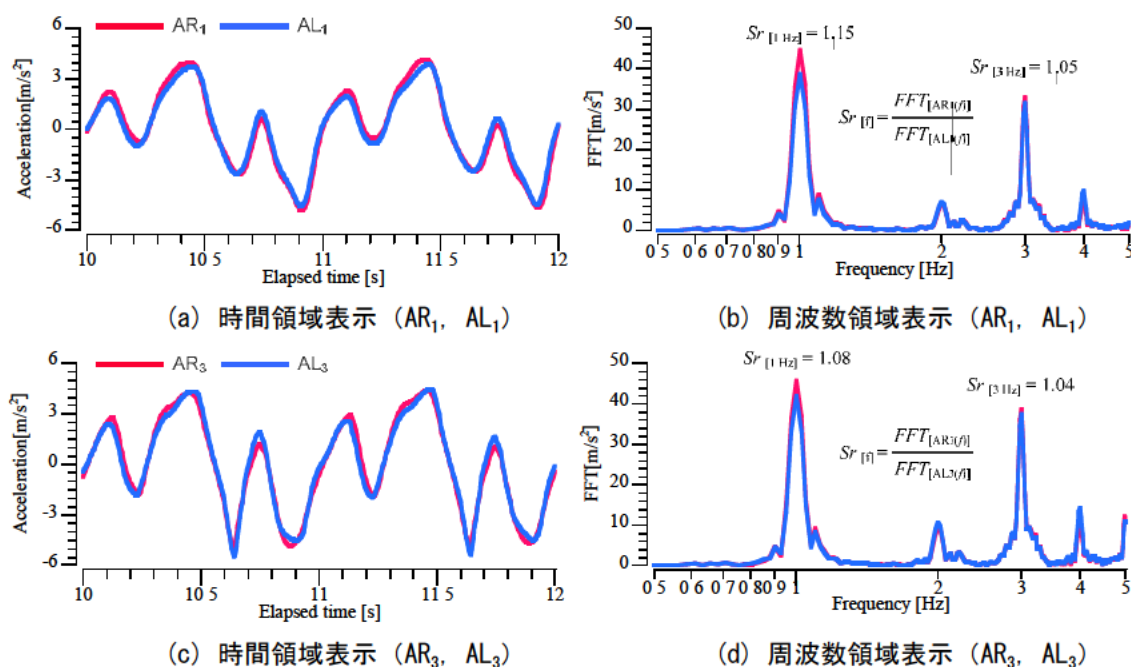 AR1 AL1
Acceleration[m/s²]
6
3
0
-3
-6
10 10 5 11 11 5 12
Elapsed time [s]
(a) 時間領域表示 (AR1, AL1)
Sr [1 Hz] = 1.15
Sr [3 Hz] = 1.05
Sr [f] = FFT[AR1(f)] / FFT[AL1(f)]
FFT[m/s²]
50
40
30
20
10
0
0 5 0 6 0 7 0 80 9 1 2 3 4 5
Frequency [Hz]
(b) 周波数領域表示 (AR1, AL1)
AR3 AL3
Acceleration[m/s²]
6
3
0
-3
-6
10 10 5 11 11 5 12
Elapsed time [s]
(c) 時間領域表示 (AR3, AL3)
Sr [1 Hz] = 1.08
Sr [3 Hz] = 1.04
Sr [f] = FFT[AR3(f)] / FFT[AL3(f)]
FFT[m/s²]
50
40
30
20
10
0
0 5 0 6 0 7 0 80 9 1 2 3 4 5
Frequency [Hz]
(d) 周波数領域表示 (AR3, AL3)